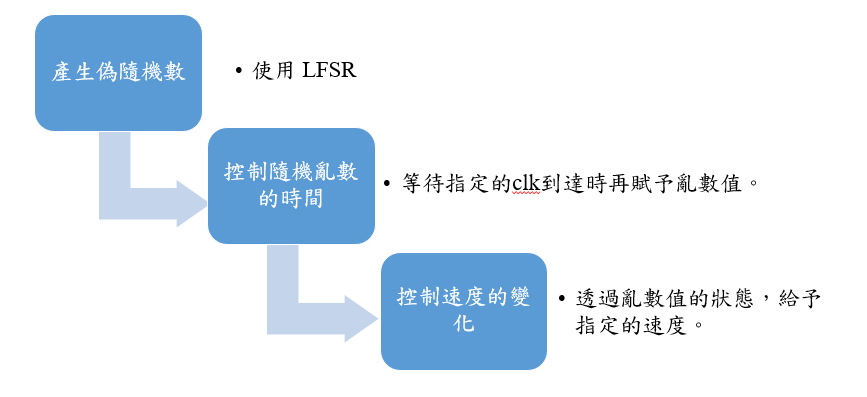 產生偽隨機數
• 使用 LFSR
控制隨機亂數
的時間
• 等待指定的clk到達時再賦予亂數值。
控制速度的變
化
• 透過亂數值的狀態，給予
指定的速度。